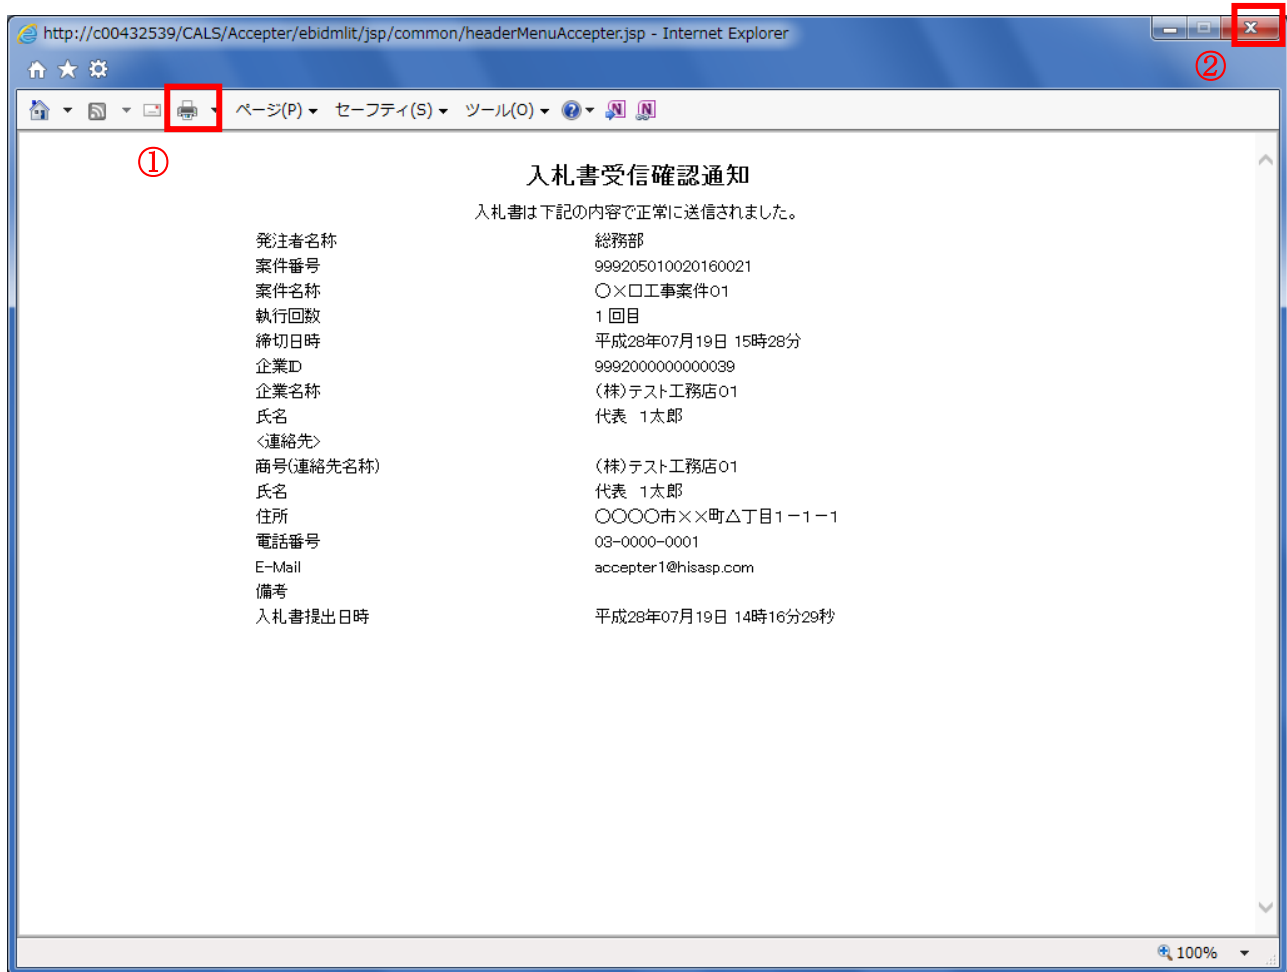 http://c00432539/CALS/Accepter/ebidmlit/jsp/common/headerMenuAccepter.jsp - Internet Explorer
②
ページ(P) セーフティ(S) ツール(O)
①
入札書受信確認通知
入札書は下記の内容で正常に送信されました。
発注者名称 総務部
案件番号 999205010020160021
案件名称 〇×口工事案件01
執行回数 1回目
締切日時 平成28年07月19日 15時28分
企業ID 9992000000000039
企業名称 (株)テスト工務店01
氏名 代表 1太郎
<連絡先>
商号(連絡先名称) (株)テスト工務店01
氏名 代表 1太郎
住所 〇〇〇〇市××町△丁目1-1-1
電話番号 03-0000-0001
E-Mail accepter1@hisasp.com
備考
入札書提出日時 平成28年07月19日 14時16分29秒
100%